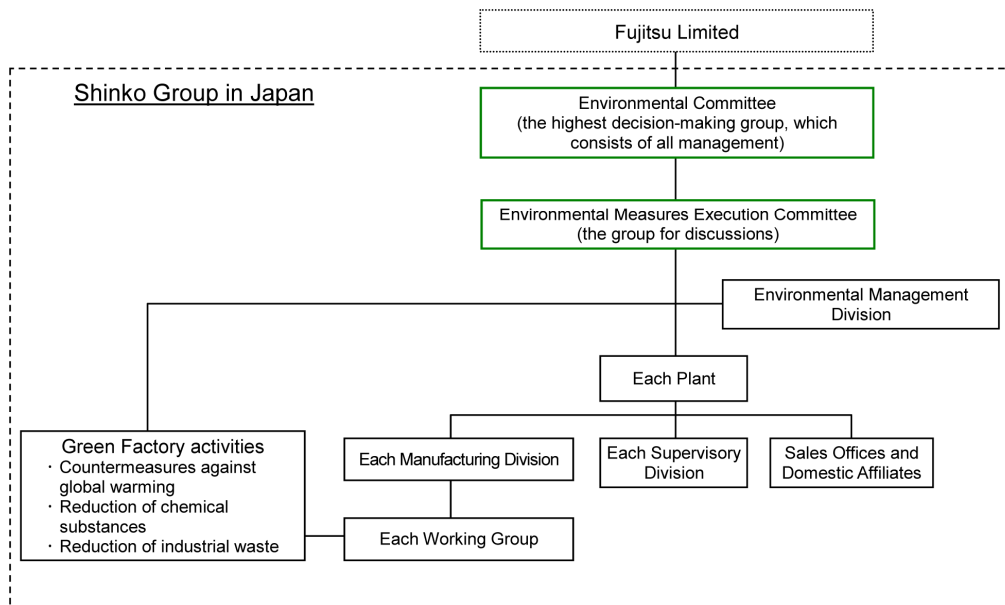 Fujitsu Limited
Shinko Group in Japan
Environmental Committee
(the highest decision-making group, which
consists of all management)
Environmental Measures Execution Committee
(the group for discussions)
Environmental Management
Division
Each Plant
Green Factory activities
・Countermeasures against
global warming
・Reduction of chemical
substances
・Reduction of industrial waste
Each Manufacturing Division
Each Supervisory
Division
Sales Offices and
Domestic Affiliates
Each Working Group